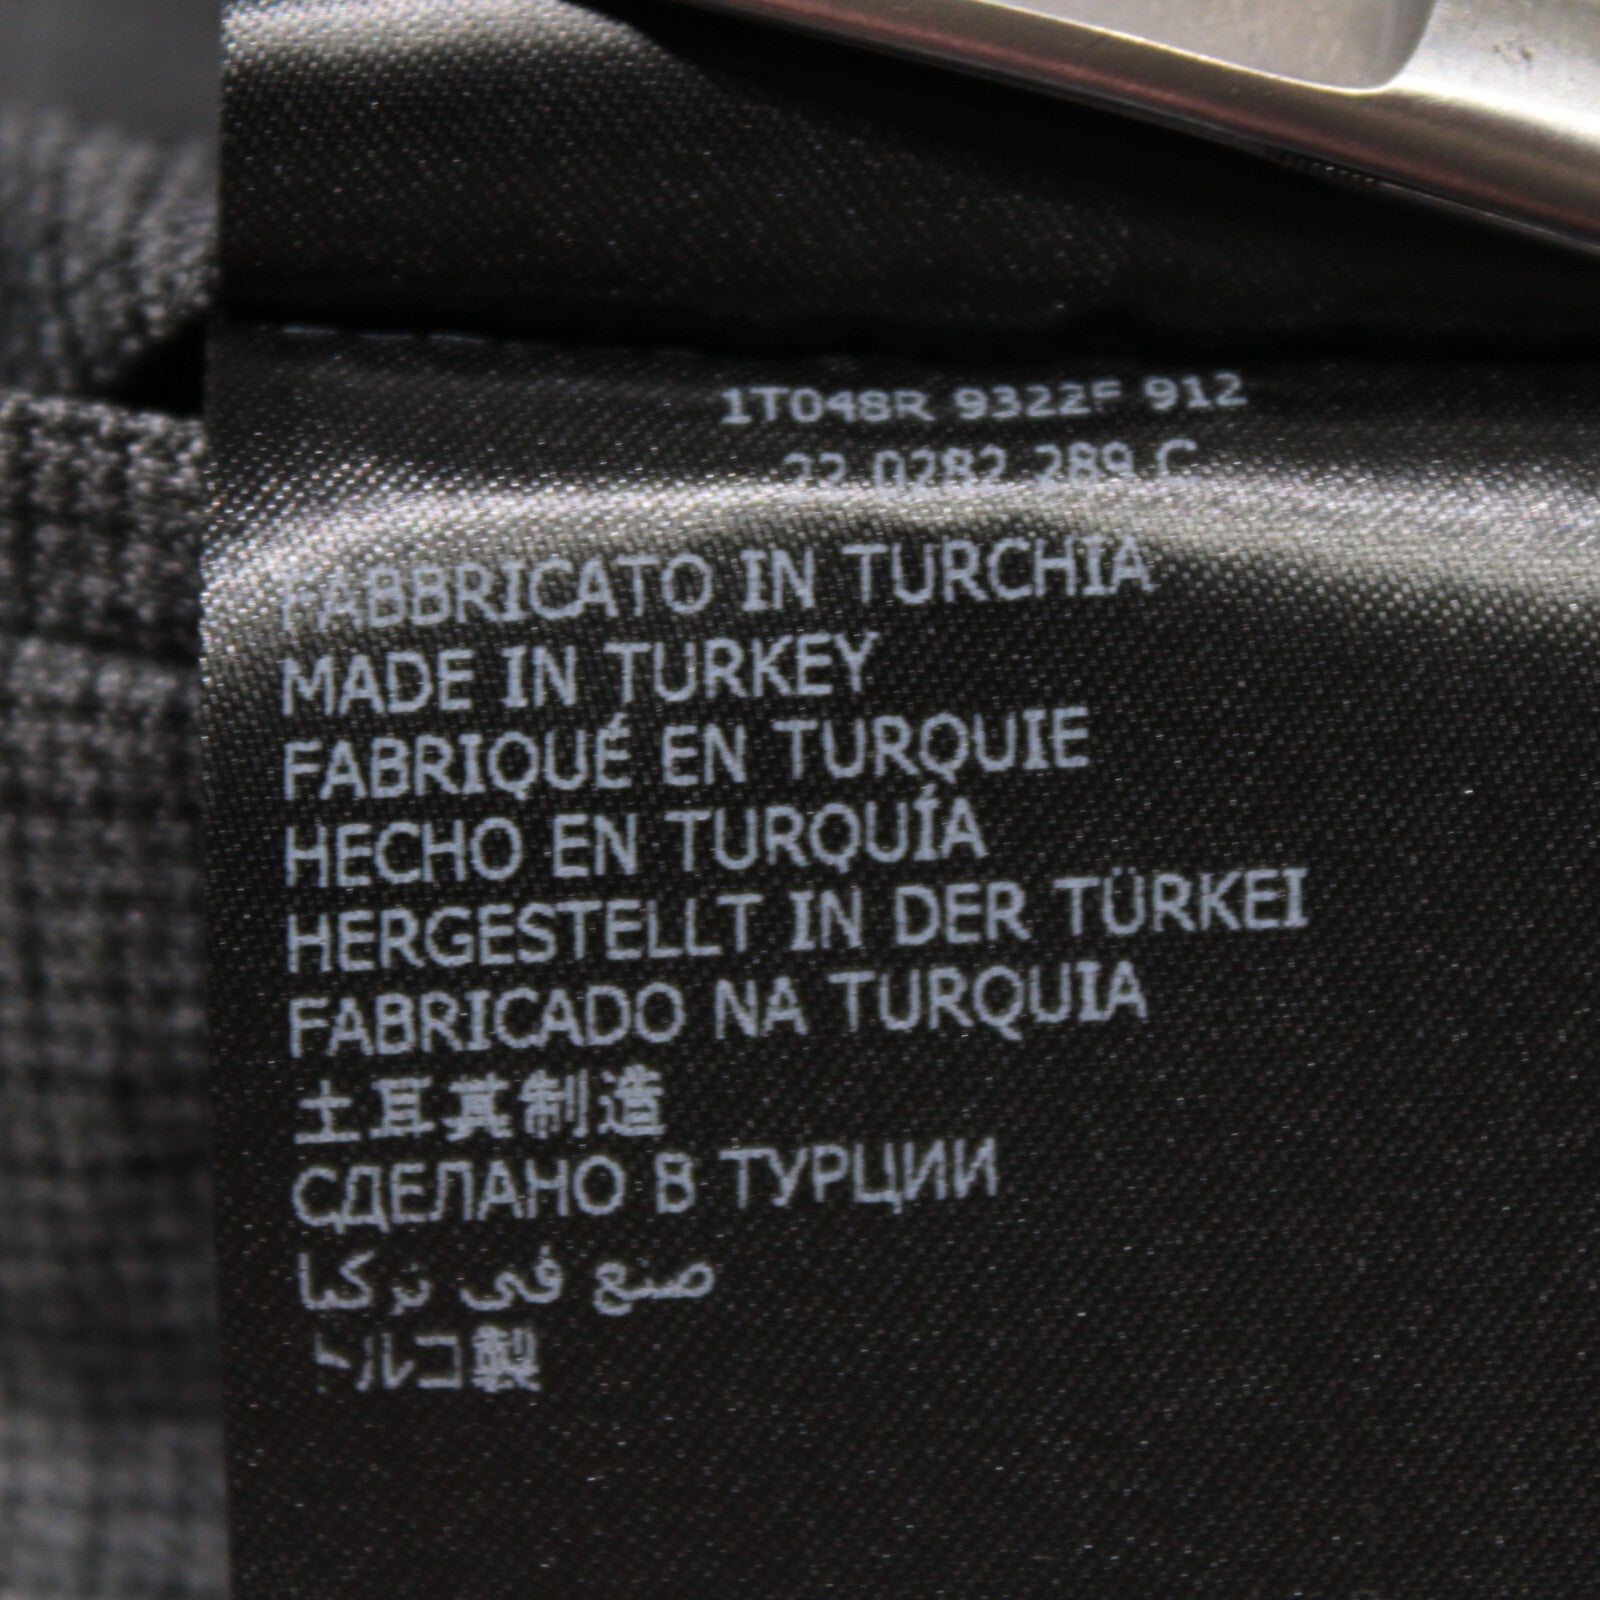 1T048R 9322F 912
22 0282 289 C
FABBRICATO IN TURCHIA
MADE IN TURKEY
FABRIQUÉ EN TURQUIE
HECHO EN TURQUÍA
HERGESTELLT IN DER TÜRKEI
FABRICADO NA TURQUIA
土耳其制造
СДЕЛАНО В ТУРЦИИ
صنع في تركيا
トルコ製